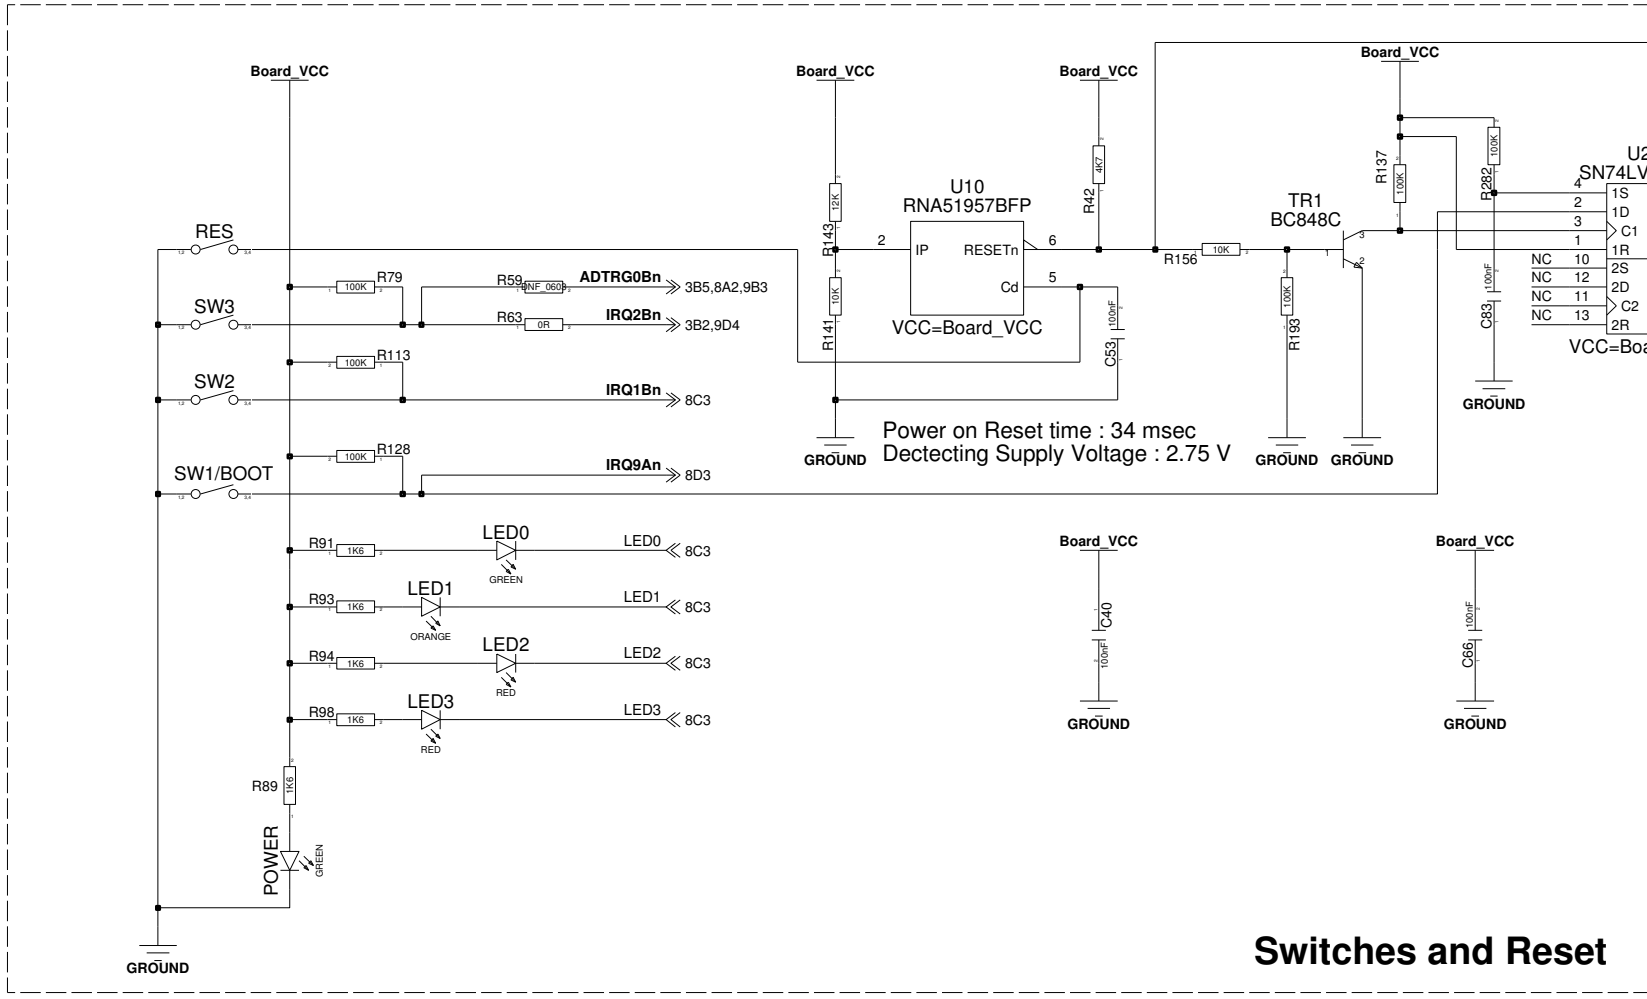 Board_VCC
Board_VCC
Board_VCC
Board_VCC
RES
R79
100K
R59
DNF_0603
ADTRG0Bn
3B5,8A2,9B3
SW3
R63
0R
IRQ2Bn
3B2,9D4
R113
100K
SW2
IRQ1Bn
8C3
R128
100K
SW1/BOOT
IRQ9An
8D3
R91
1K6
LED0
GREEN
LED0
8C3
R93
1K6
LED1
ORANGE
LED1
8C3
R94
1K6
LED2
RED
LED2
8C3
R98
1K6
LED3
RED
LED3
8C3
R89
1K6
POWER
GREEN
GROUND
12K
R143
10K
R141
U10
RNA51957BFP
2
IP
RESETn
6
Cd
5
VCC=Board_VCC
4K7
R42
100nF
C53
GROUND
Power on Reset time : 34 msec
Dectecting Supply Voltage : 2.75 V
R156
10K
100K
R193
TR1
BC848C
1
3
2
GROUND
GROUND
R137
100K
100K
R282
100nF
C83
GROUND
U2
SN74LV
4
1S
2
1D
3
C1
1
1R
NC
10
2S
NC
12
2D
NC
11
C2
NC
13
2R
VCC=Boa
Board_VCC
C40
100nF
GROUND
Board_VCC
100nF
C66
GROUND
Switches and Reset